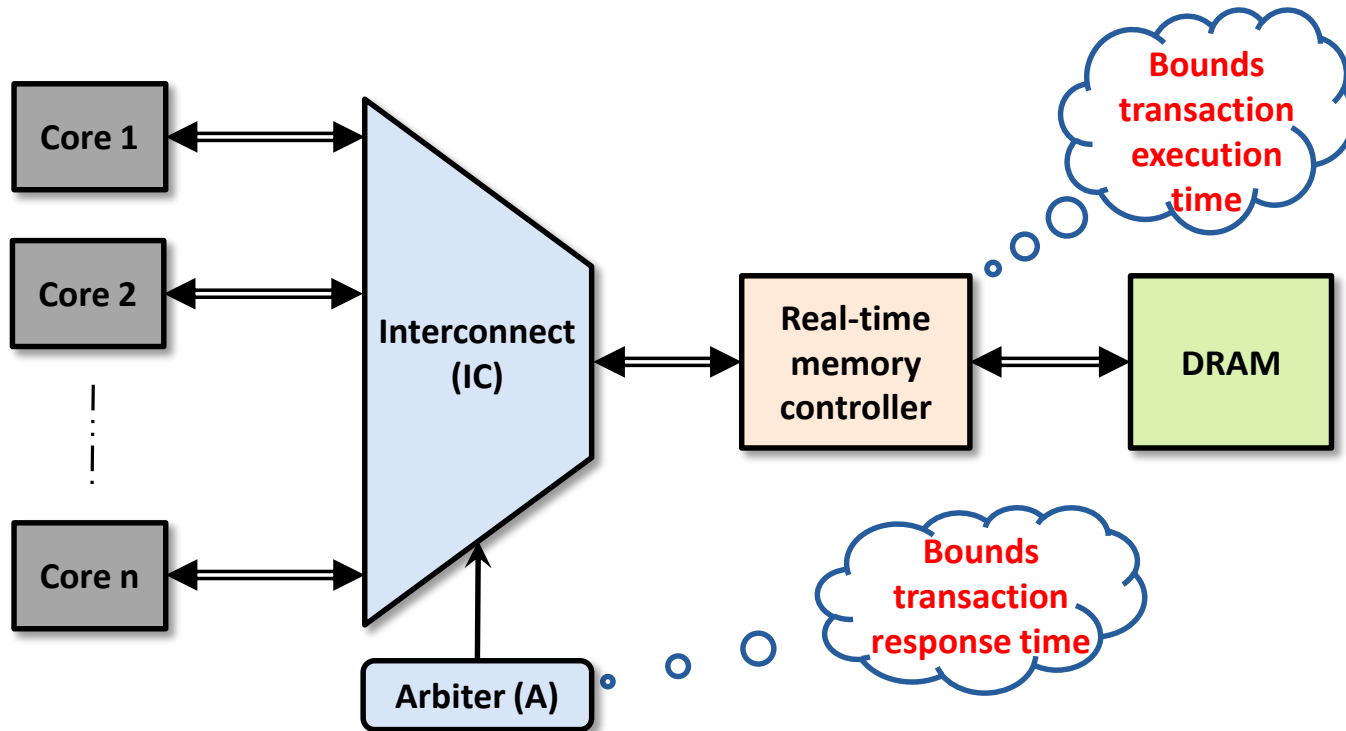 Core 1
Core 2
Core n
Interconnect
(IC)
Arbiter (A)
Real-time
memory
controller
DRAM
Bounds
transaction
execution
time
Bounds
transaction
response time